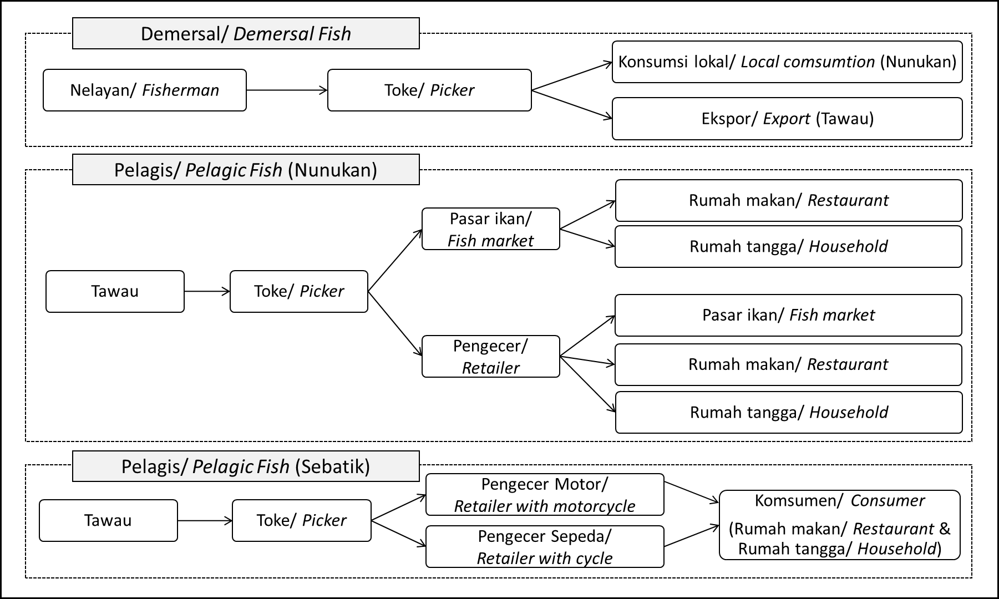 Demersal/ Demersal Fish
Nelayan/ Fisherman
Toke/ Picker
Konsumsi lokal/ Local comsumtion (Nunukan)
Ekspor/ Export (Tawau)
Pelagis/ Pelagic Fish (Nunukan)
Tawau
Toke/ Picker
Pasar ikan/
Fish market
Rumah makan/ Restaurant
Rumah tangga/ Household
Pengecer/
Retailer
Pasar ikan/ Fish market
Rumah makan/ Restaurant
Rumah tangga/ Household
Pelagis/ Pelagic Fish (Sebatik)
Tawau
Toke/ Picker
Pengecer Motor/
Retailer with motorcycle
Pengecer Sepeda/
Retailer with cycle
Komsumen/ Consumer
(Rumah makan/ Restaurant &
Rumah tangga/ Household)